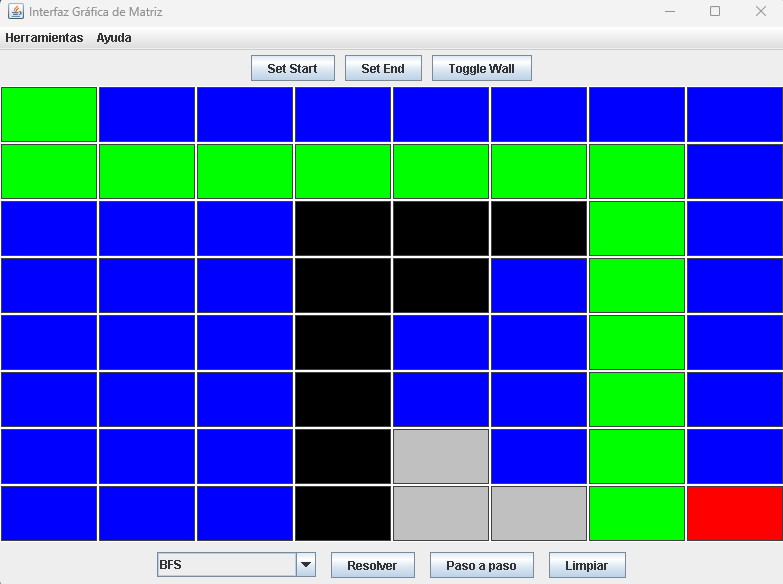 Interfaz Gráfica de Matriz
Herramientas Ayuda
Set Start Set End Toggle Wall
BFS Resolver Paso a paso Limpiar